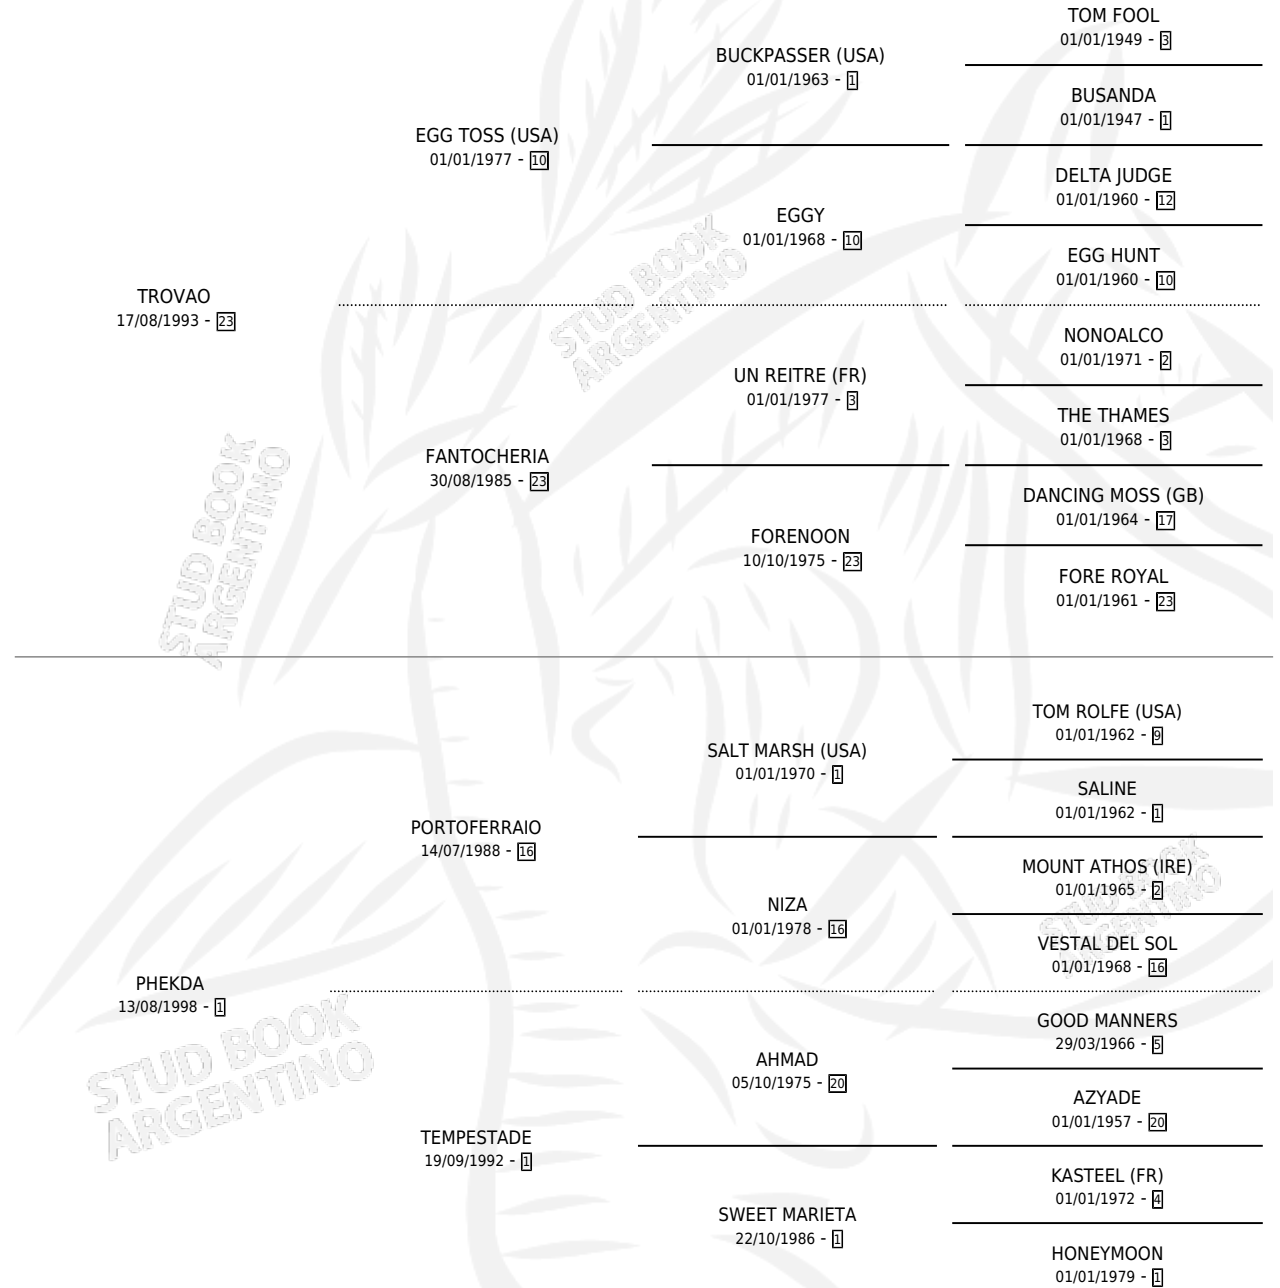 TOM FOOL
01/01/1949 - 3
BUCKPASSER (USA)
01/01/1963 - 1
BUSANDA
01/01/1947 - 1
EGG TOSS (USA)
01/01/1977 - 10
DELTA JUDGE
01/01/1960 - 12
EGGY
01/01/1968 - 10
EGG HUNT
01/01/1960 - 10
TROVAO
17/08/1993 - 23
NONOALCO
01/01/1971 - 2
UN REITRE (FR)
01/01/1977 - 3
THE THAMES
01/01/1968 - 3
FANTOCHERIA
30/08/1985 - 23
DANCING MOSS (GB)
01/01/1964 - 17
FORENOON
10/10/1975 - 23
FORE ROYAL
01/01/1961 - 23
TOM ROLFE (USA)
01/01/1962 - 9
SALT MARSH (USA)
01/01/1970 - 1
SALINE
01/01/1962 - 1
PORTOFERRAIO
14/07/1988 - 16
MOUNT ATHOS (IRE)
01/01/1965 - 2
NIZA
01/01/1978 - 16
VESTAL DEL SOL
01/01/1968 - 16
PHEKDA
13/08/1998 - 1
GOOD MANNERS
29/03/1966 - 5
AHMAD
05/10/1975 - 20
AZYADE
01/01/1957 - 20
TEMPESTADE
19/09/1992 - 1
KASTEEL (FR)
01/01/1972 - 4
SWEET MARIETA
22/10/1986 - 1
HONEYMOON
01/01/1979 - 1
STUD BOOK
ARGENTINO
STUD BOOK
ARGENTINO
STUD BOOK
ARGENTINO
STUD BOOK
ARGENTINO